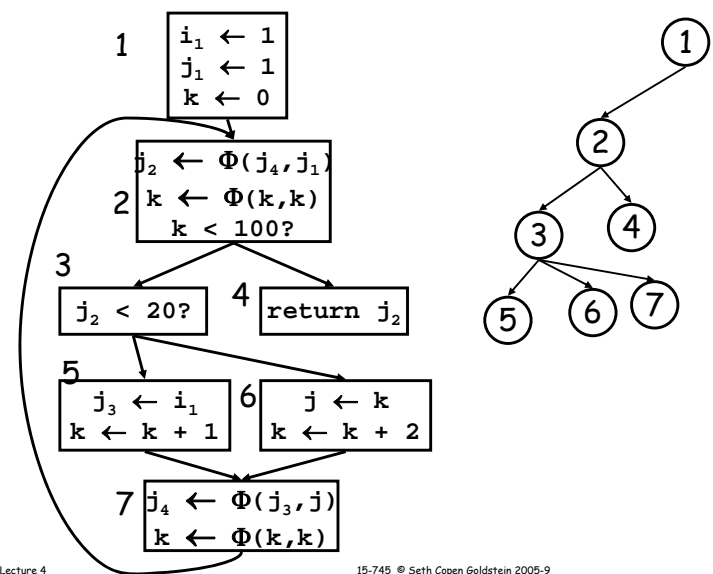 1
i₁ ← 1
j₁ ← 1
k ← 0
2
j₂ ← Φ(j₄,j₁)
k ← Φ(k,k)
k < 100?
3
j₂ < 20?
4
return j₂
5
j₃ ← i₁
k ← k + 1
6
j ← k
k ← k + 2
7
j₄ ← Φ(j₃,j)
k ← Φ(k,k)
1
2
3
4
5
6
7
Lecture 4
15-745 © Seth Copen Goldstein 2005-9